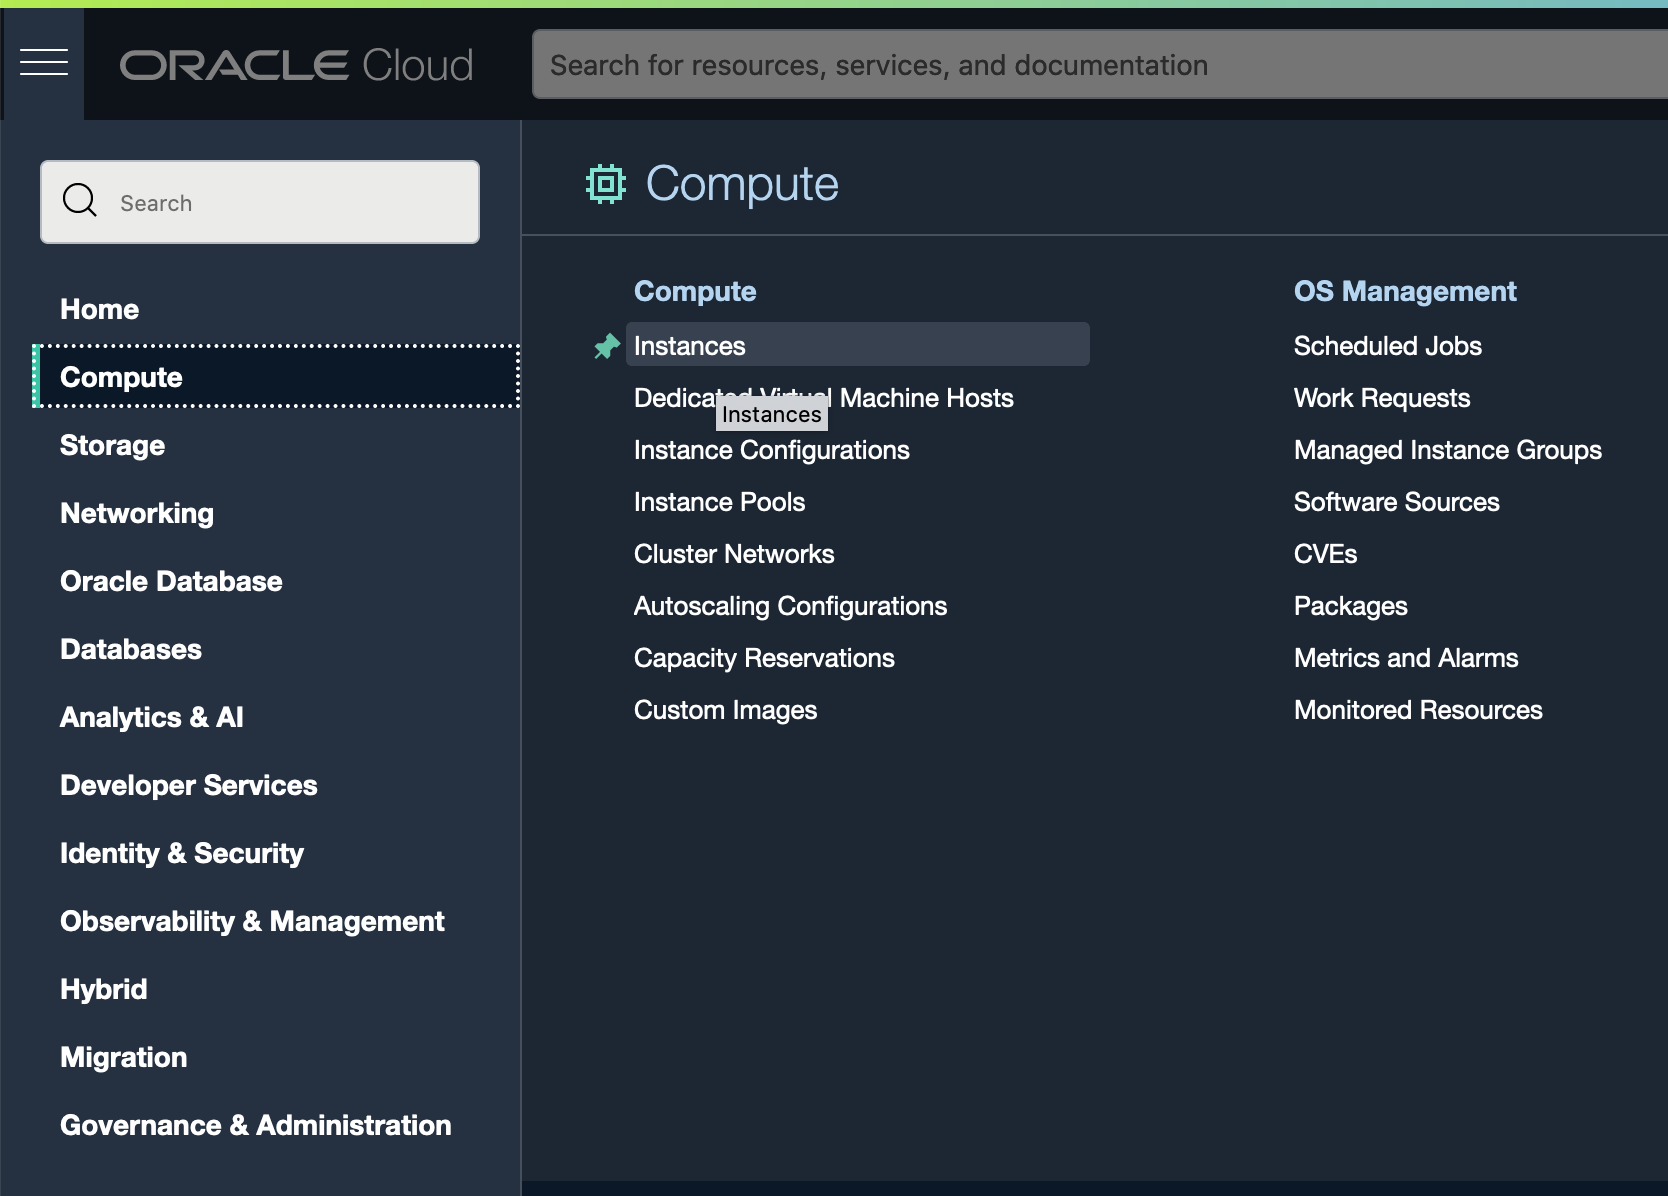 ORACLE Cloud
Search for resources, services, and documentation
Search
Home
Compute
Storage
Networking
Oracle Database
Databases
Analytics & AI
Developer Services
Identity & Security
Observability & Management
Hybrid
Migration
Governance & Administration
Compute
Compute
Instances
Dedicated Virtual Machine Hosts
Instances
Instance Configurations
Instance Pools
Cluster Networks
Autoscaling Configurations
Capacity Reservations
Custom Images
OS Management
Scheduled Jobs
Work Requests
Managed Instance Groups
Software Sources
CVEs
Packages
Metrics and Alarms
Monitored Resources